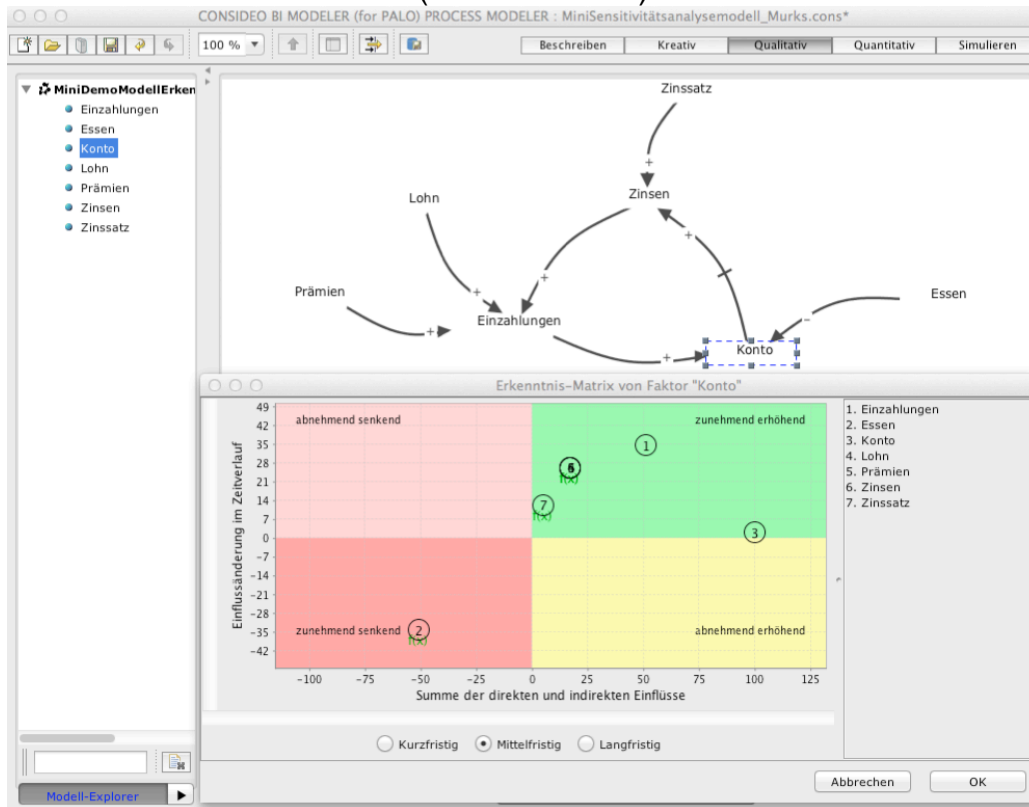 CONSIDEO BI MODELER (for PALO) PROCESS MODELER : MiniSensitivitätsanalysemodell_Murks.cons*
100 %
Beschreiben Kreativ Qualitativ Quantitativ Simulieren
MiniDemoModellErken
Einzahlungen
Essen
Konto
Lohn
Prämien
Zinsen
Zinssatz
Zinssatz
+
Zinsen
Lohn
+
+
Prämien
+
Essen
Einzahlungen
+
−
+
Konto
Erkenntnis-Matrix von Faktor "Konto"
Einflussänderung im Zeitverlauf
49
42
35
28
21
14
7
0
-7
-14
-21
-28
-35
-42
abnehmend senkend
zunehmend erhöhend
1
6
f(x)
7
f(x)
3
zunehmend senkend
2
f(x)
abnehmend erhöhend
-100 -75 -50 -25 0 25 50 75 100 125
Summe der direkten und indirekten Einflüsse
1. Einzahlungen
2. Essen
3. Konto
4. Lohn
5. Prämien
6. Zinsen
7. Zinssatz
Kurzfristig Mittelfristig Langfristig
Abbrechen OK
Modell-Explorer